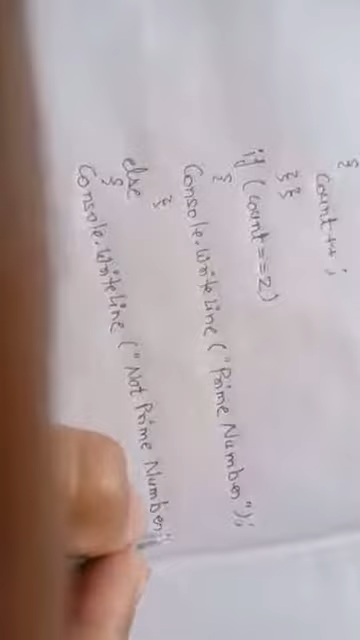 {
count++;
}}
if (count==2)
{
Console.WriteLine ("Prime Number");
}
else
{
Console.WriteLine ("Not Prime Number"